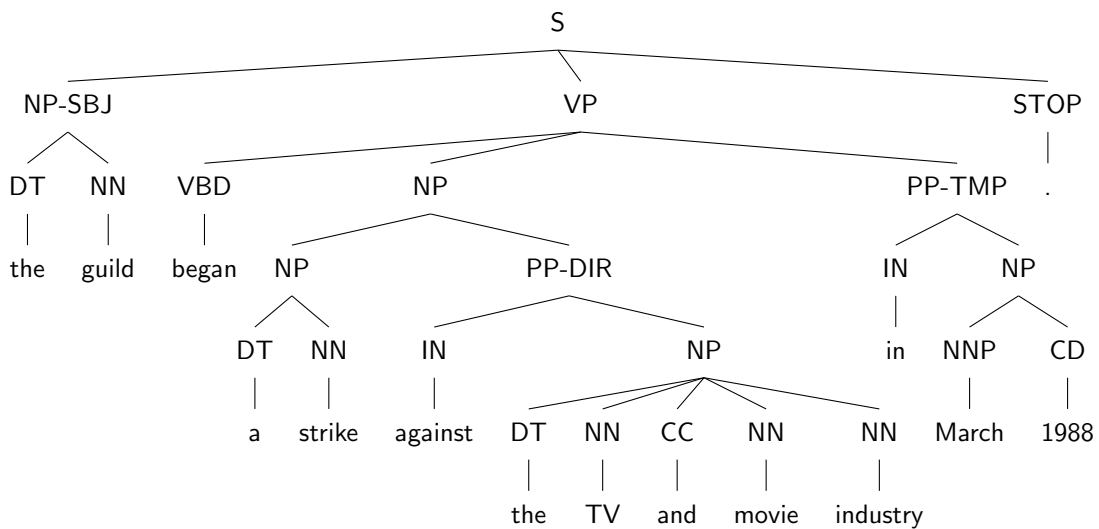 S
NP-SBJ VP STOP
DT NN VBD NP PP-TMP .
the guild began NP PP-DIR IN NP
DT NN IN NP in NNP CD
a strike against DT NN CC NN NN March 1988
the TV and movie industry